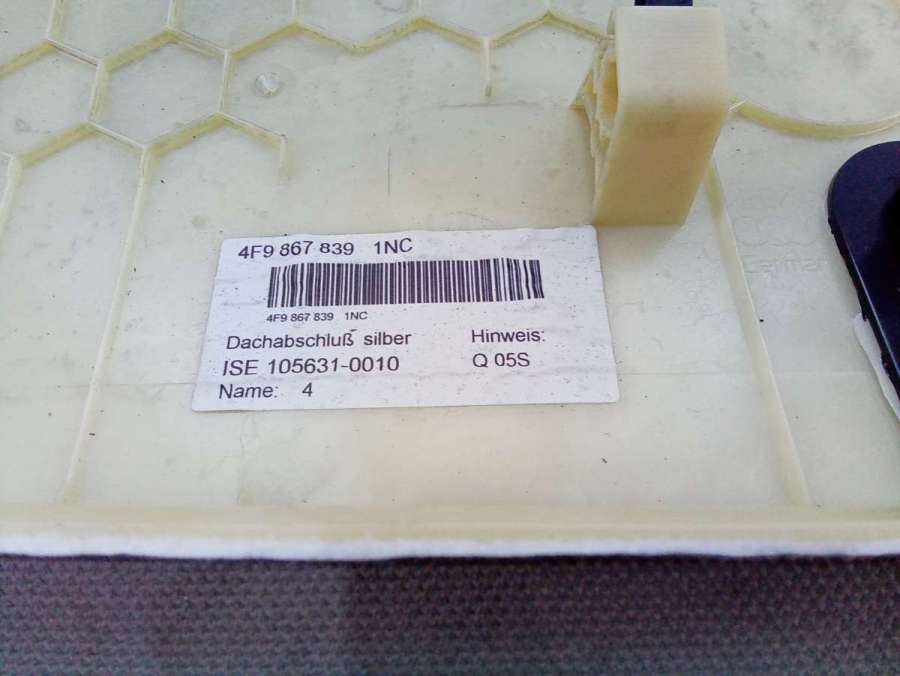 4F9 867 839 1NC
4F9 867 839 1NC
Dachabschluß silber
Hinweis:
ISE 105631-0010
Q 05S
Name: 4